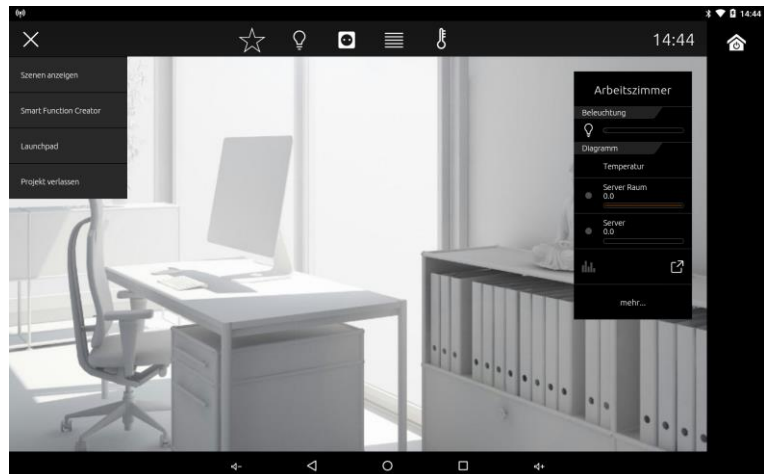 14:44
14:44
Szenen anzeigen
Smart Function Creator
Launchpad
Projekt verlassen
Arbeitszimmer
Beleuchtung
Diagramm
Temperatur
Server Raum
0.0
Server
0.0
mehr...